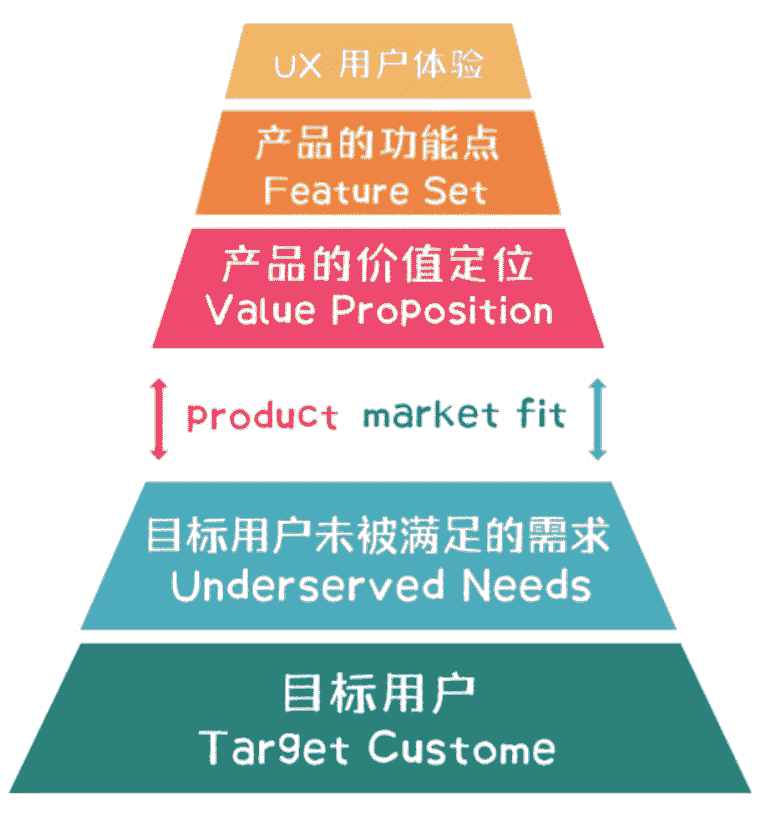 UX 用户体验
产品的功能点
Feature Set
产品的价值定位
Value Proposition
product market fit
目标用户未被满足的需求
Underserved Needs
目标用户
Target Custome